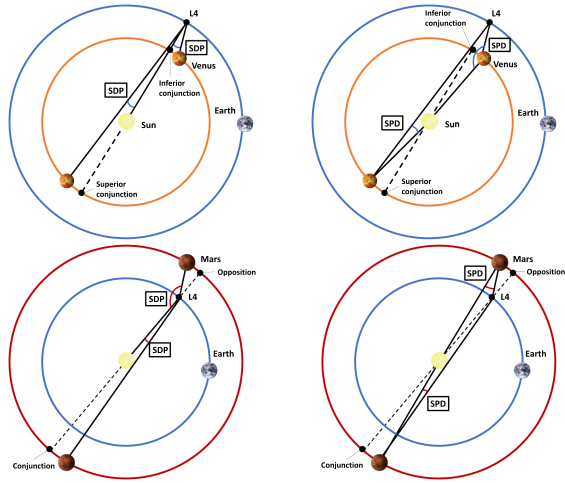 L4
SDP
Venus
Inferior
conjunction
SDP
Earth
Sun
Superior
conjunction
Inferior
conjunction
L4
SPD
Venus
Earth
SPD
Sun
Superior
conjunction
Mars
Opposition
SDP
L4
SDP
Earth
Conjunction
Mars
SPD
Opposition
L4
Earth
SPD
Conjunction